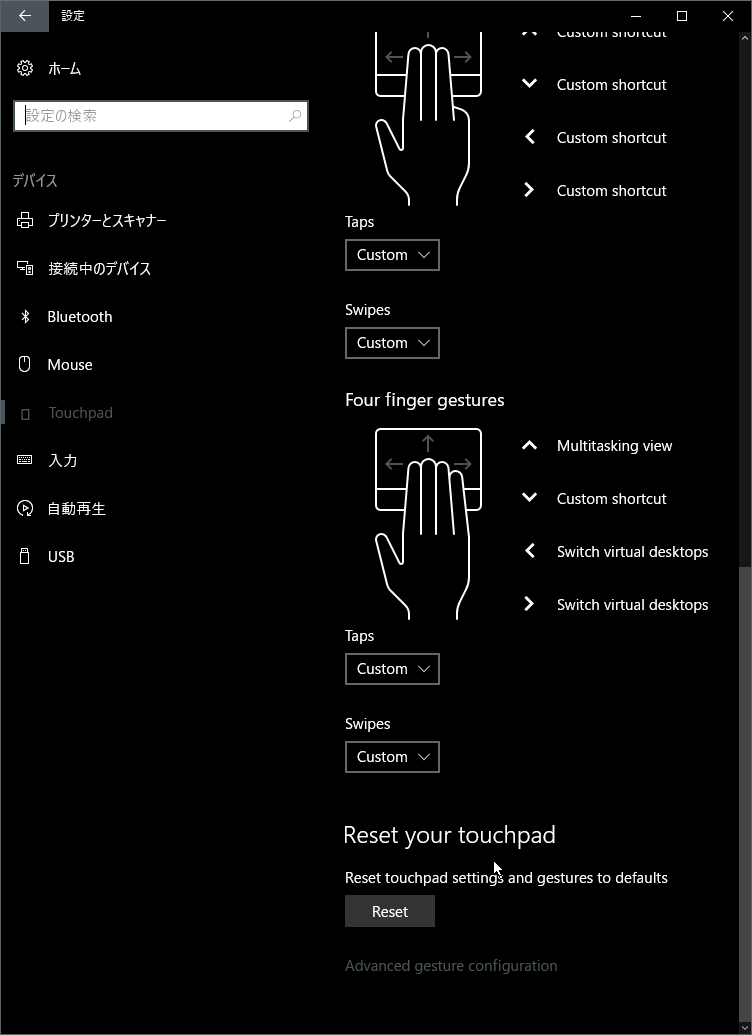 設定
ホーム
設定の検索
デバイス
プリンターとスキャナー
接続中のデバイス
Bluetooth
Mouse
Touchpad
入力
自動再生
USB
Custom shortcut
Custom shortcut
Custom shortcut
Custom shortcut
Taps
Custom
Swipes
Custom
Four finger gestures
Multitasking view
Custom shortcut
Switch virtual desktops
Switch virtual desktops
Taps
Custom
Swipes
Custom
Reset your touchpad
Reset touchpad settings and gestures to defaults
Reset
Advanced gesture configuration